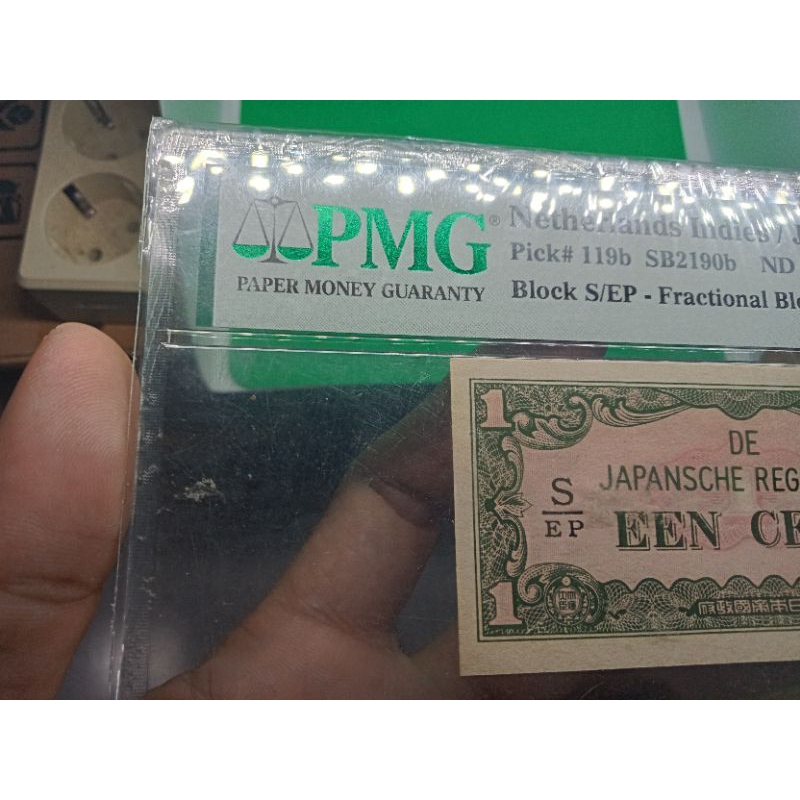 PMG®
PAPER MONEY GUARANTY
Netherlands Indies / J
Pick# 119b SB2190b ND
Block S/EP - Fractional Blo
1
DE
JAPANSCHE REG
S
EP
EEN CE
1